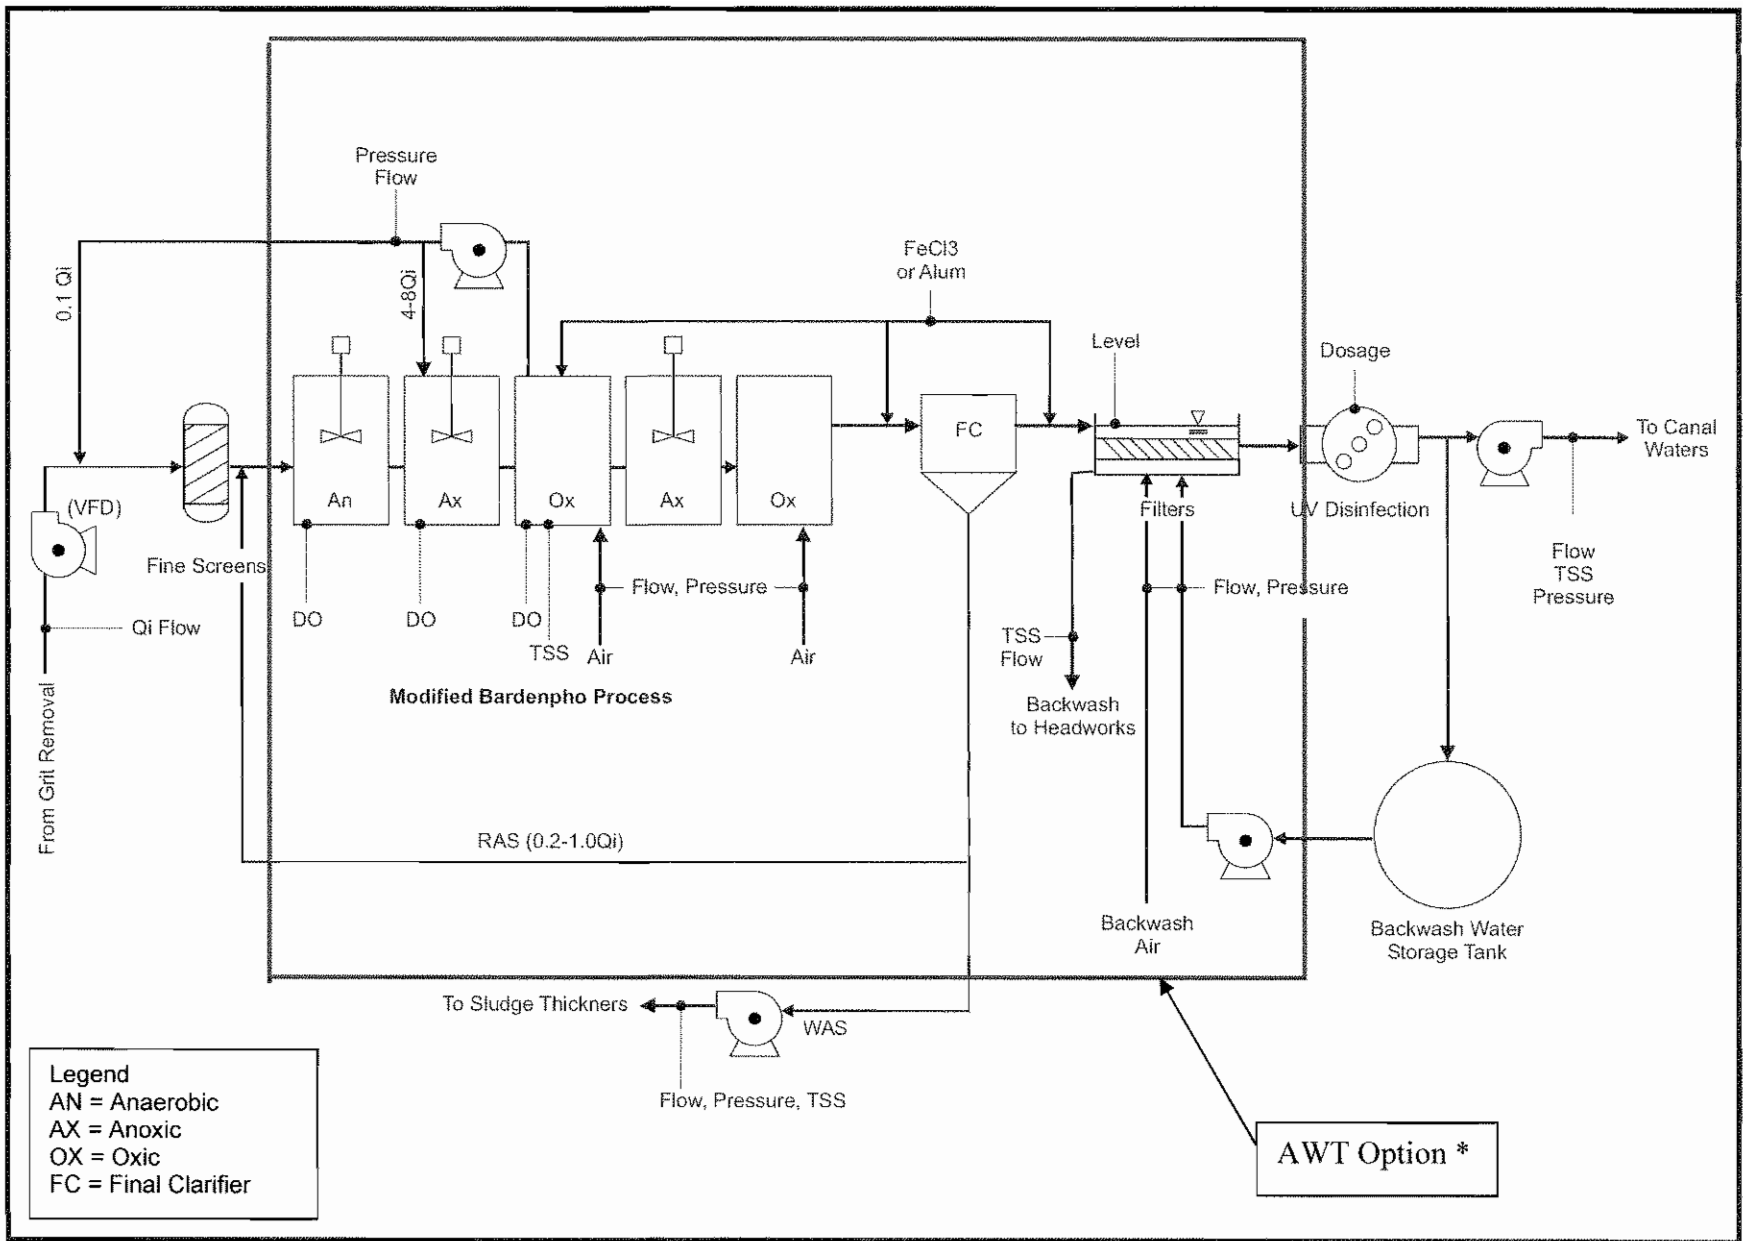 Pressure
Flow
0.1 Qi
4-8Qi
FeCl3
or Alum
Level
Dosage
To Canal
Waters
(VFD)
Fine Screens
An
Ax
Ox
Ax
Ox
FC
Filters
UV Disinfection
Flow
TSS
Pressure
Qi Flow
From Grit Removal
DO
DO
DO
TSS
Air
Flow, Pressure
Air
Flow, Pressure
TSS
Flow
Modified Bardenpho Process
Backwash
to Headworks
RAS (0.2-1.0Qi)
Backwash
Air
Backwash Water
Storage Tank
To Sludge Thickners
WAS
Flow, Pressure, TSS
Legend
AN = Anaerobic
AX = Anoxic
OX = Oxic
FC = Final Clarifier
AWT Option *